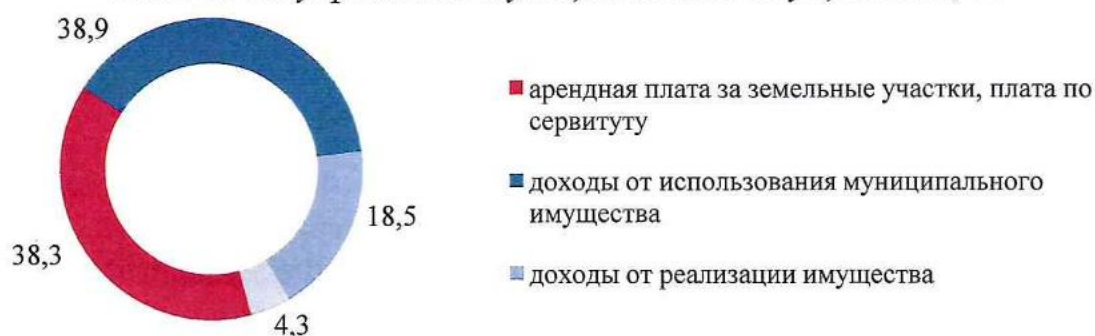 38,9
арендная плата за земельные участки, плата по
сервитуту
доходы от использования муниципального
имущества
18,5
38,3
доходы от реализации имущества
4,3